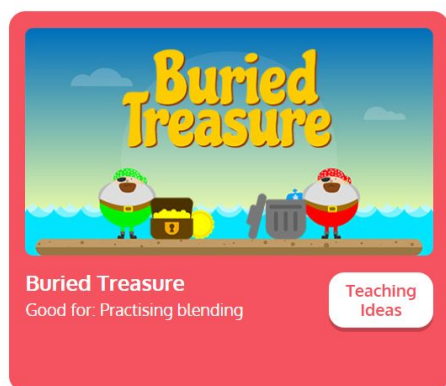 Buried
Treasure
Buried Treasure
Good for: Practising blending
Teaching
Ideas